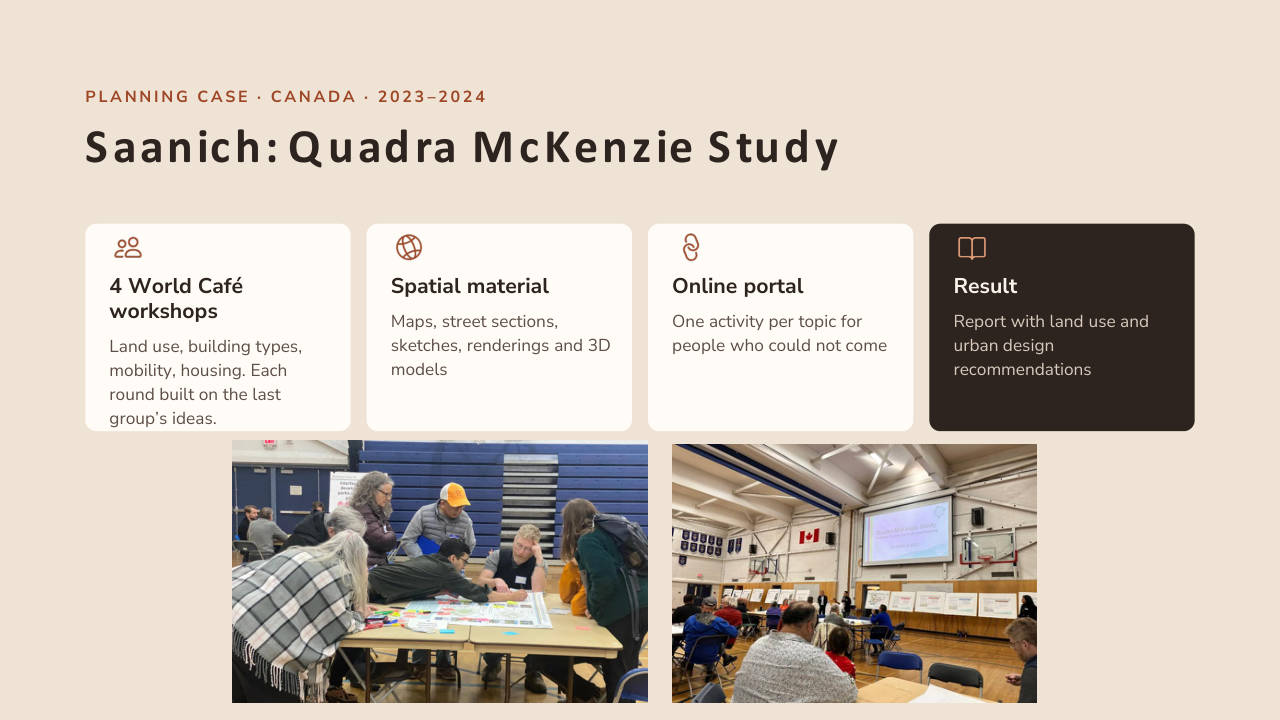 PLANNING CASE · CANADA · 2023–2024
Saanich: Quadra McKenzie Study
4 World Café
workshops
Land use, building types,
mobility, housing. Each
round built on the last
group’s ideas.
Spatial material
Maps, street sections,
sketches, renderings and 3D
models
Online portal
One activity per topic for
people who could not come
Result
Report with land use and
urban design
recommendations